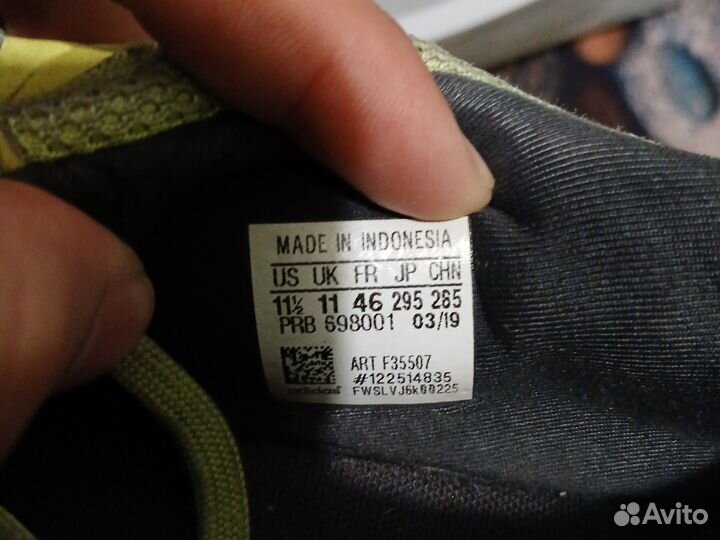 MADE IN INDONESIA
US UK FR JP CHN
11½ 11 46 295 285
PRB 698001 03/19
ART F35507
#122514835
adidas FWSLVJ6k00225
Avito